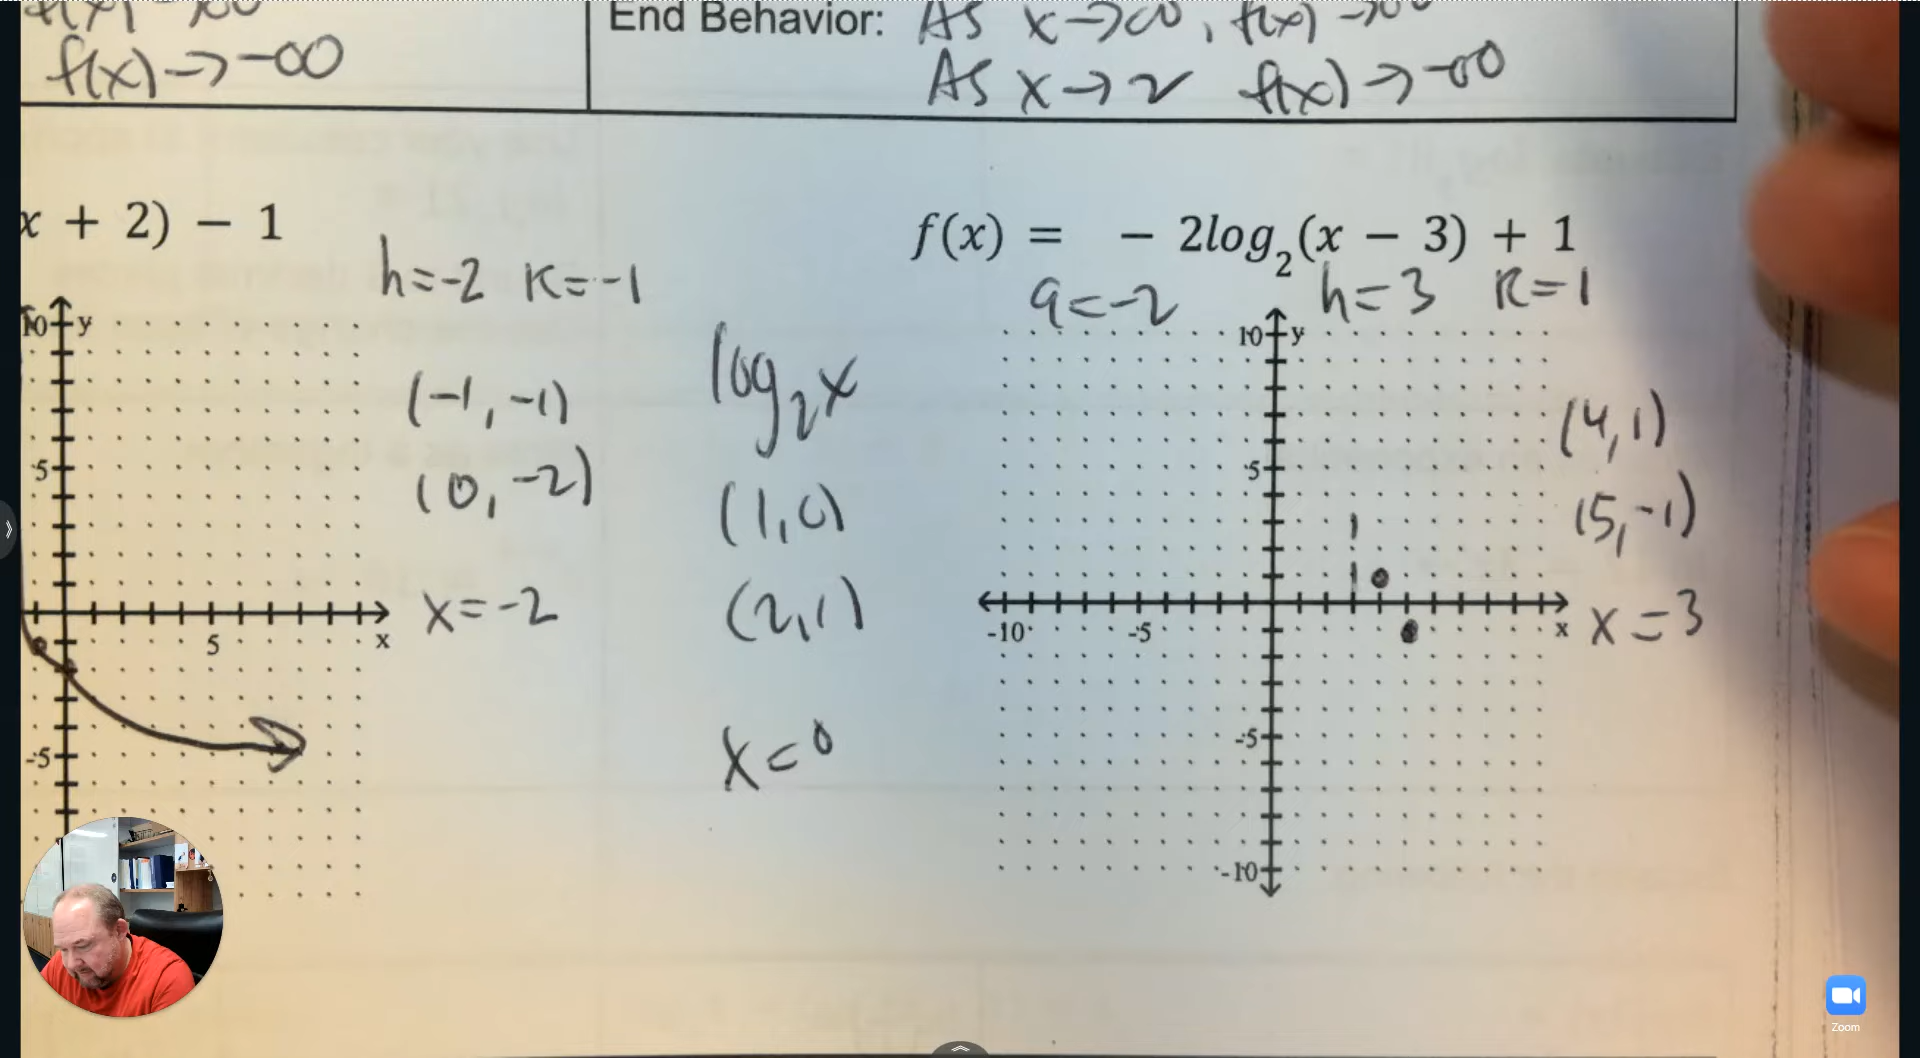 f(x) → ∞
f(x) → -∞
End Behavior: As x → ∞, f(x) → ∞
As x → 2 f(x) → -∞
x + 2) − 1
h = -2 K = -1
10 y
5
-5
5
x
(-1, -1)
(0, -2)
x = -2
log₂x
(1, 0)
(2, 1)
x = 0
f(x) = − 2log₂(x − 3) + 1
a = -2 h = 3 K = 1
10 y
5
-10 -5 x
-5
-10
(4, 1)
(5, -1)
x = 3
Zoom